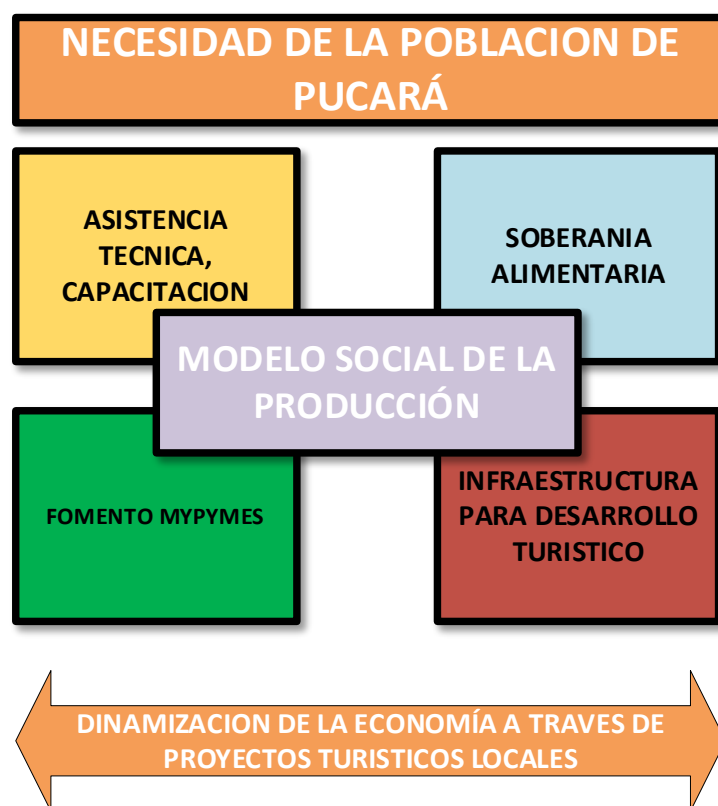 NECESIDAD DE LA POBLACION DE
PUCARÁ
ASISTENCIA
TECNICA,
CAPACITACION
SOBERANIA
ALIMENTARIA
MODELO SOCIAL DE LA
PRODUCCIÓN
FOMENTO MYPYMES
INFRAESTRUCTURA
PARA DESARROLLO
TURISTICO
DINAMIZACION DE LA ECONOMÍA A TRAVES DE
PROYECTOS TURISTICOS LOCALES